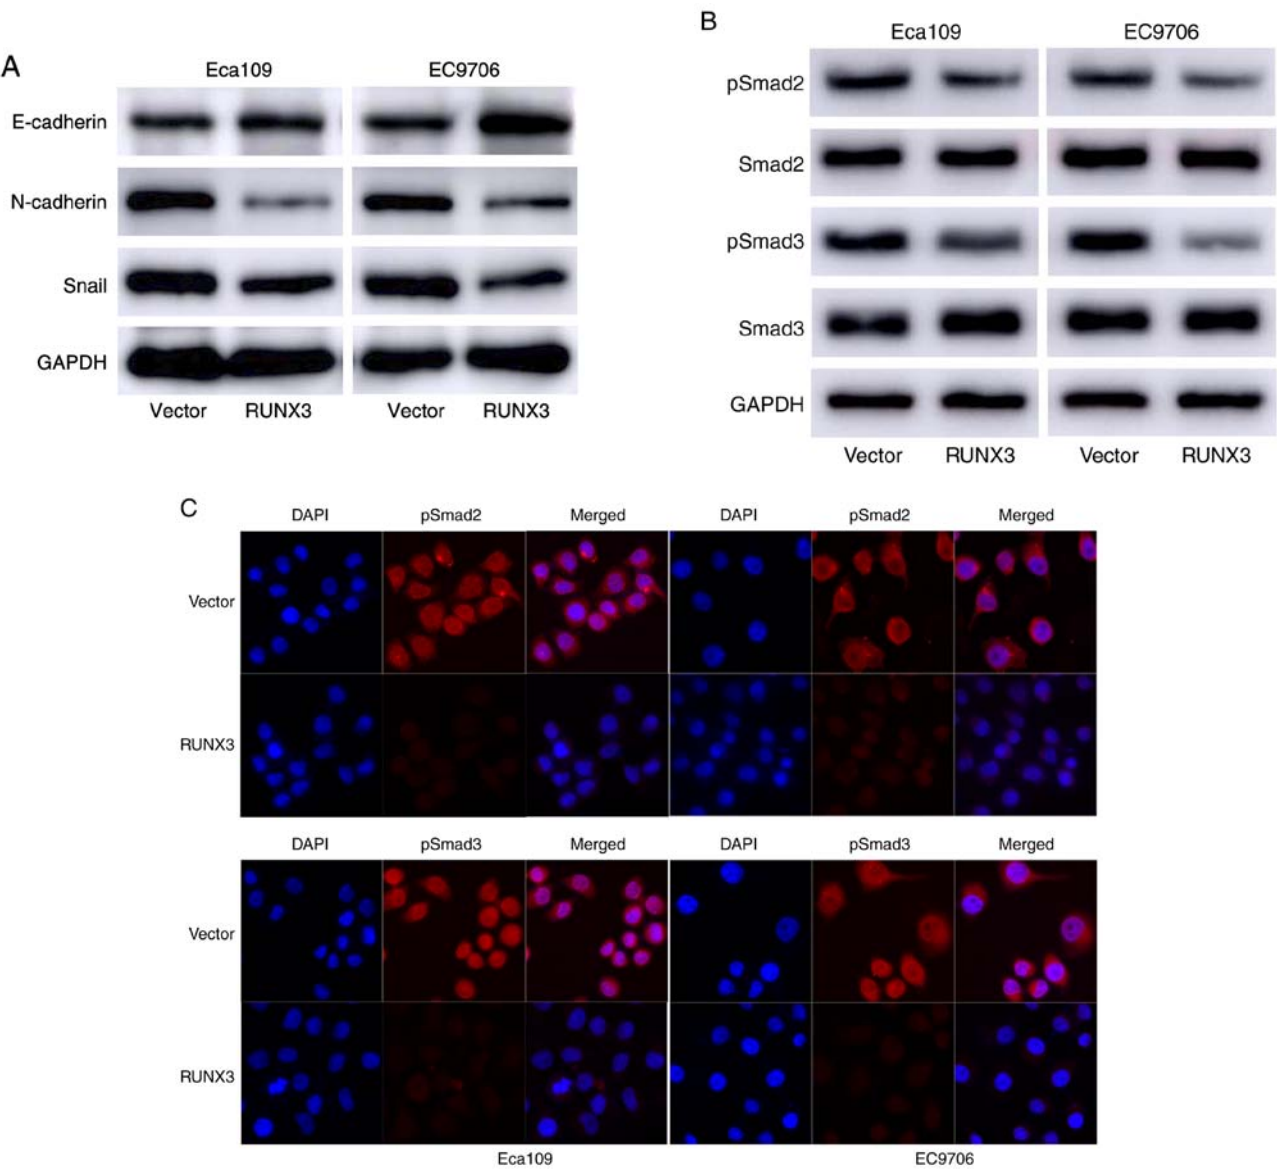 A
Eca109 EC9706
E-cadherin
N-cadherin
Snail
GAPDH
Vector RUNX3 Vector RUNX3
B
Eca109 EC9706
pSmad2
Smad2
pSmad3
Smad3
GAPDH
Vector RUNX3 Vector RUNX3
C
DAPI pSmad2 Merged DAPI pSmad2 Merged
Vector
RUNX3
DAPI pSmad3 Merged DAPI pSmad3 Merged
Vector
RUNX3
Eca109 EC9706